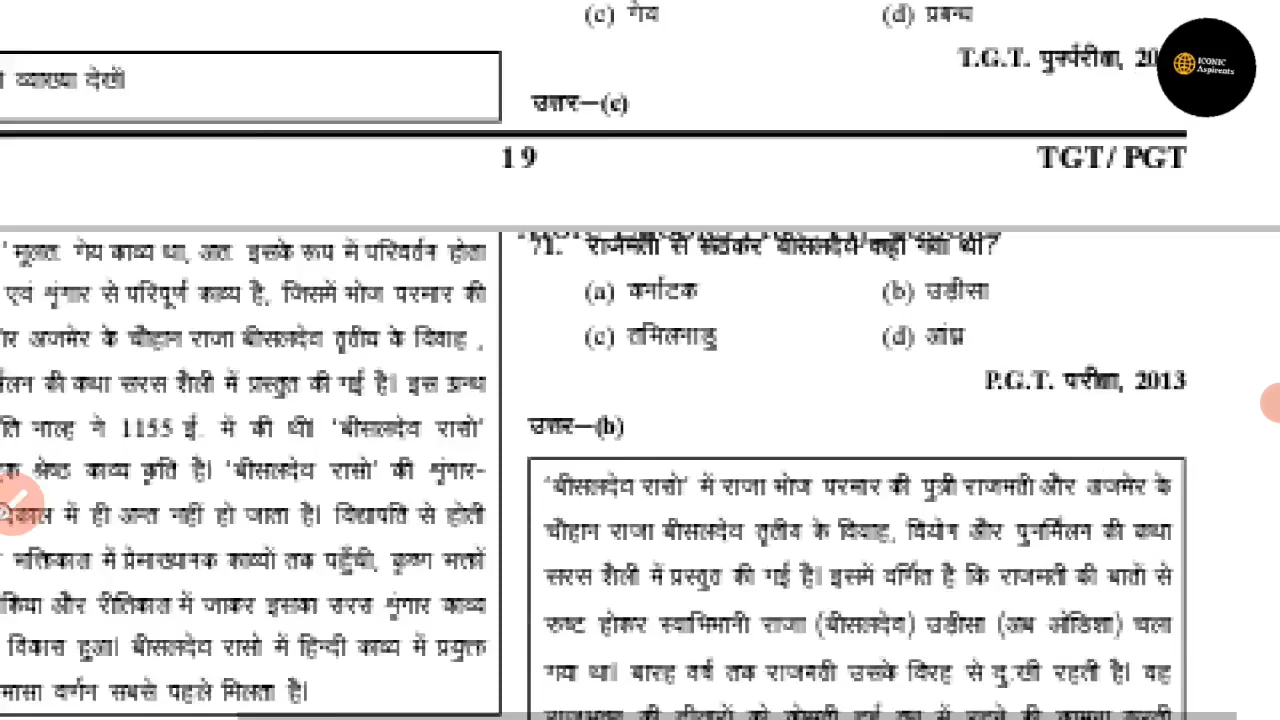 (c) गेय (d) प्रबन्ध
T.G.T. पुनर्परीक्षा, 20
ICONIC
Aspirents
व्याख्या देखें।
उत्तर—(c)
19 TGT/ PGT
'मूलतः गेय काव्य था, अतः इसके रूप में परिवर्तन होता
एवं शृंगार से परिपूर्ण काव्य है, जिसमें भोज परमार की
अजमेर के चौहान राजा बीसलदेव तृतीय के विवाह ,
की कथा सरस शैली में प्रस्तुत की गई है। इस ग्रन्थ
नाल्ह ने 1155 ई. में की थी। 'बीसलदेव रासो'
श्रेष्ठ काव्य कृति है। 'बीसलदेव रासो' की शृंगार-
में ही अन्त नहीं हो जाता है। विद्यापति से होती
भक्तिकाल में प्रेमाख्यानक काव्यों तक पहुँची, कृष्ण भक्तों
किया और रीतिकाल में जाकर इसका सरस शृंगार काव्य
विकास हुआ। बीसलदेव रासो में हिन्दी काव्य में प्रयुक्त
मासा वर्णन सबसे पहले मिलता है।
71. राजमती से रूठकर बीसलदेव कहाँ गया था?
(a) कर्नाटक (b) उड़ीसा
(c) तमिलनाडु (d) आंध्र
P.G.T. परीक्षा, 2013
उत्तर—(b)
'बीसलदेव रासो' में राजा भोज परमार की पुत्री राजमती और अजमेर के
चौहान राजा बीसलदेव तृतीय के विवाह, वियोग और पुनर्मिलन की कथा
सरस शैली में प्रस्तुत की गई है। इसमें वर्णित है कि राजमती की बातों से
रुष्ट होकर स्वाभिमानी राजा (बीसलदेव) उड़ीसा (अब ओडिशा) चला
गया था। बारह वर्ष तक राजमती उसके विरह से दुःखी रहती है। वह